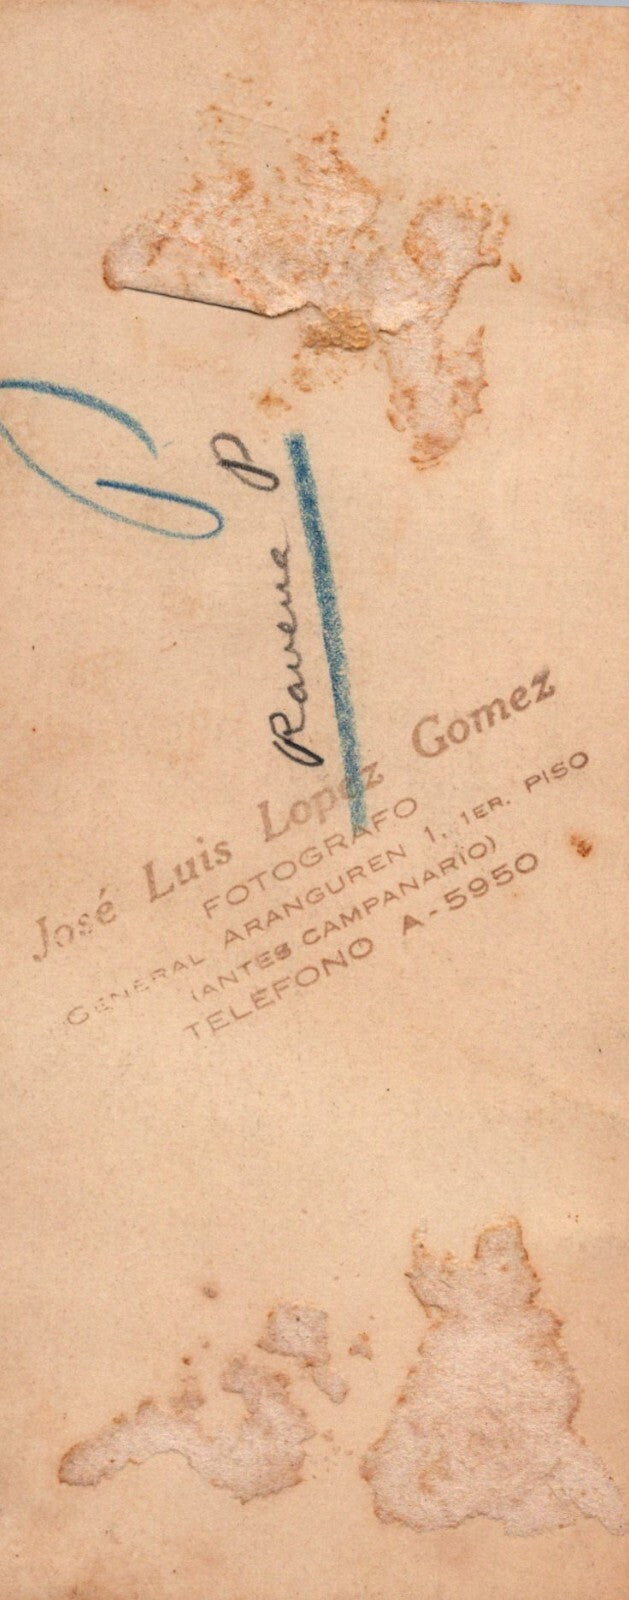 Ravena P
José Luis Lopez Gomez
FOTOGRAFO
GENERAL ARANGUREN 1, 1ER. PISO
(ANTES CAMPANARIO)
TELEFONO A-5950